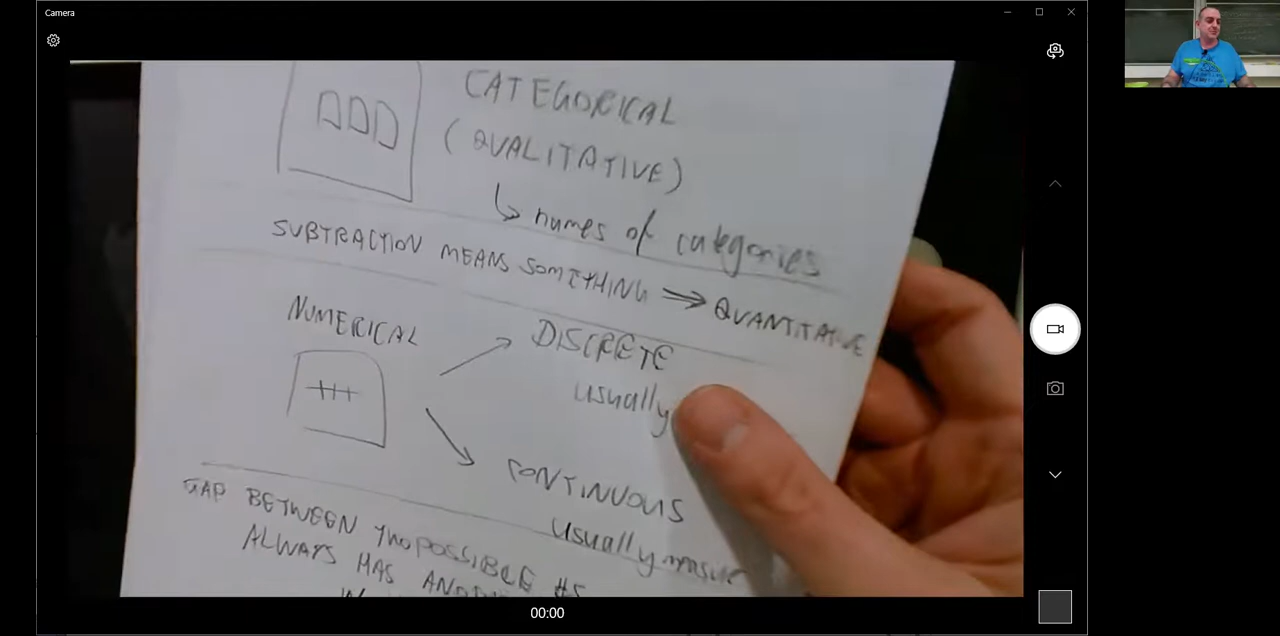 Camera
CATEGORICAL
(QUALITATIVE)
names of categories
SUBTRACTION MEANS SOMETHING ⇒ QUANTITATIVE
NUMERICAL
DISCRETE
usually
CONTINUOUS
usually measure
GAP BETWEEN TWO POSSIBLE #S
ALWAYS HAS
00:00